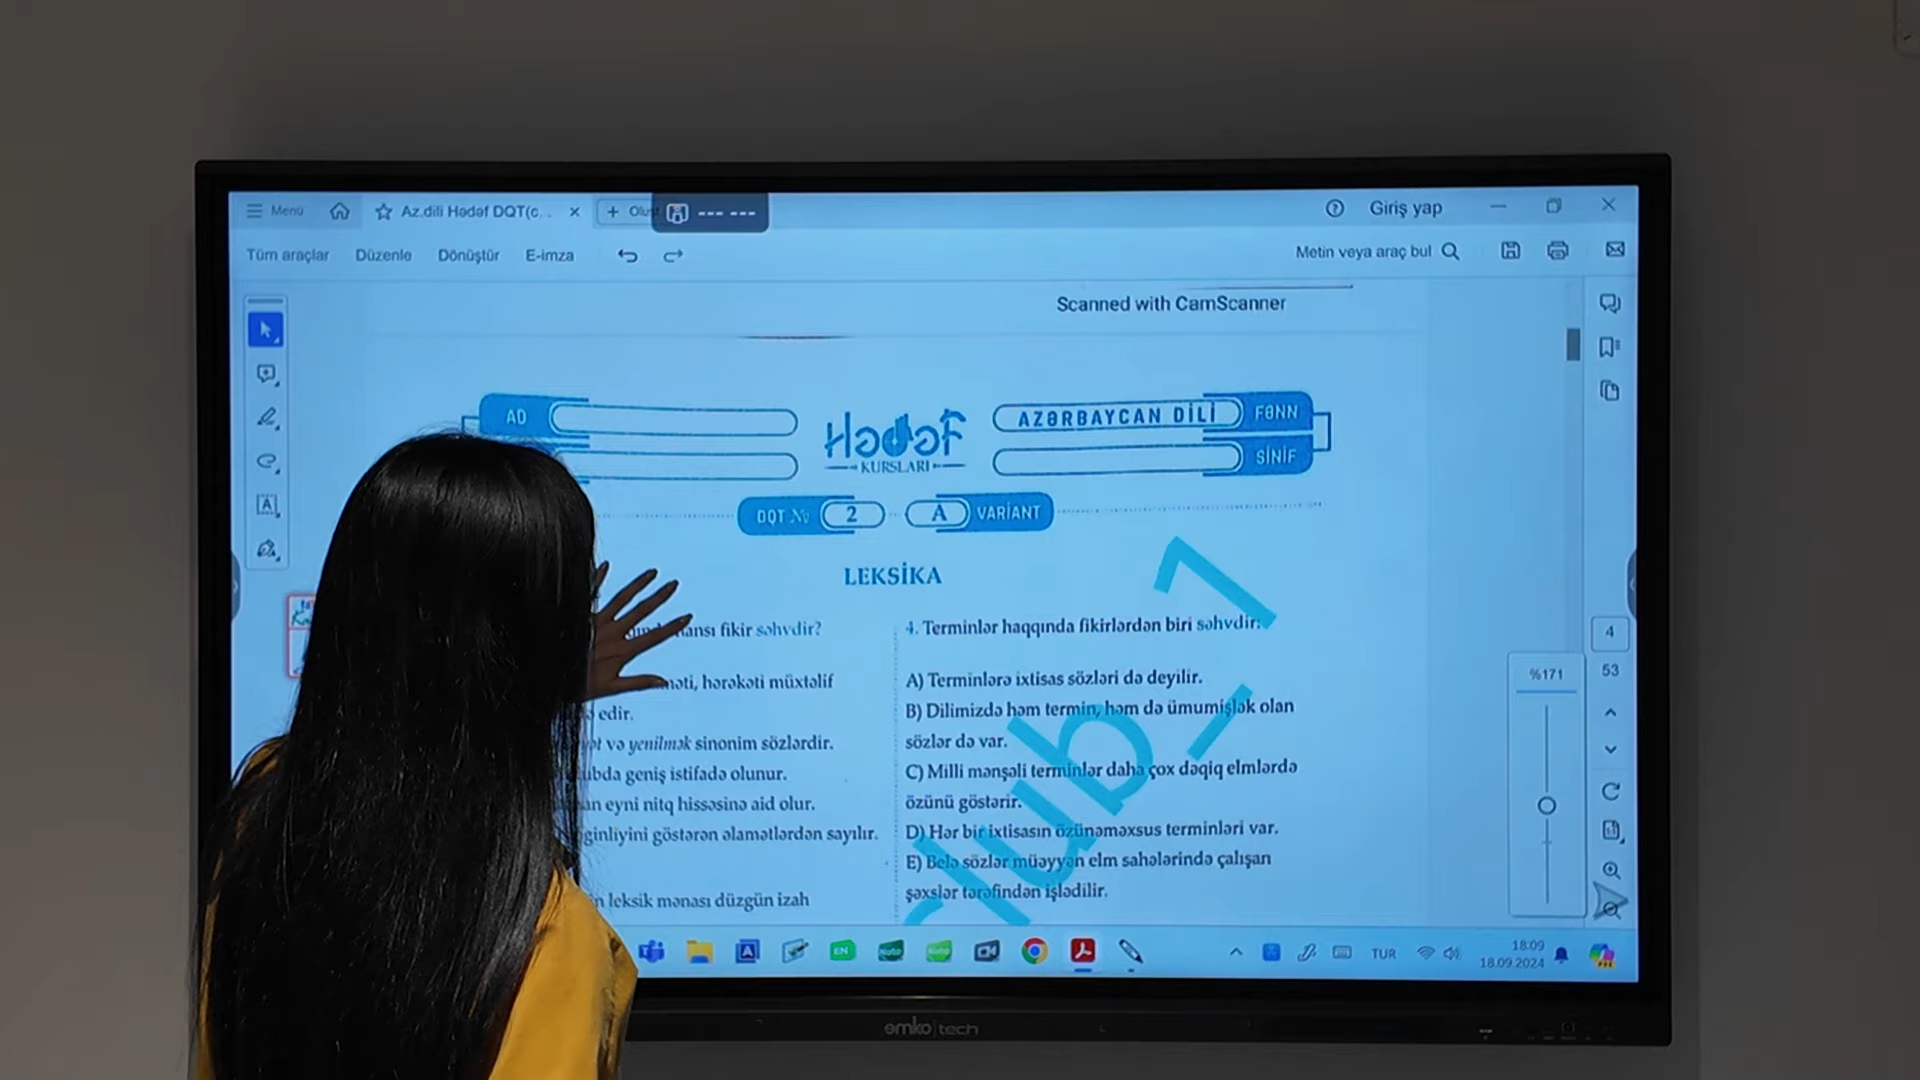 Menü
Az.dili Hədəf DQT(c...
Giriş yap
Tüm araçlar
Düzenle
Dönüştür
E-imza
Metin veya araç bul
Scanned with CamScanner
AD
Hədəf
KURSLARI
AZƏRBAYCAN DİLİ
FƏNN
SİNİF
DQT №
2
A
VARİANT
LEKSİKA
fikir səhvdir?
hərəkəti müxtəlif
edir.
və yenilmək sinonim sözlərdir.
geniş istifadə olunur.
eyni nitq hissəsinə aid olur.
göstərən əlamətlərdən sayılır.
leksik mənası düzgün izah
4. Terminlər haqqında fikirlərdən biri səhvdir:
A) Terminlərə ixtisas sözləri də deyilir.
B) Dilimizdə həm termin, həm də ümumişlək olan
sözlər də var.
C) Milli mənşəli terminlər daha çox dəqiq elmlərdə
özünü göstərir.
D) Hər bir ixtisasın özünəməxsus terminləri var.
E) Belə sözlər müəyyən elm sahələrində çalışan
şəxslər tərəfindən işlədilir.
4
53
%171
EN
TUR
18.09
18.09.2024
emko|tech